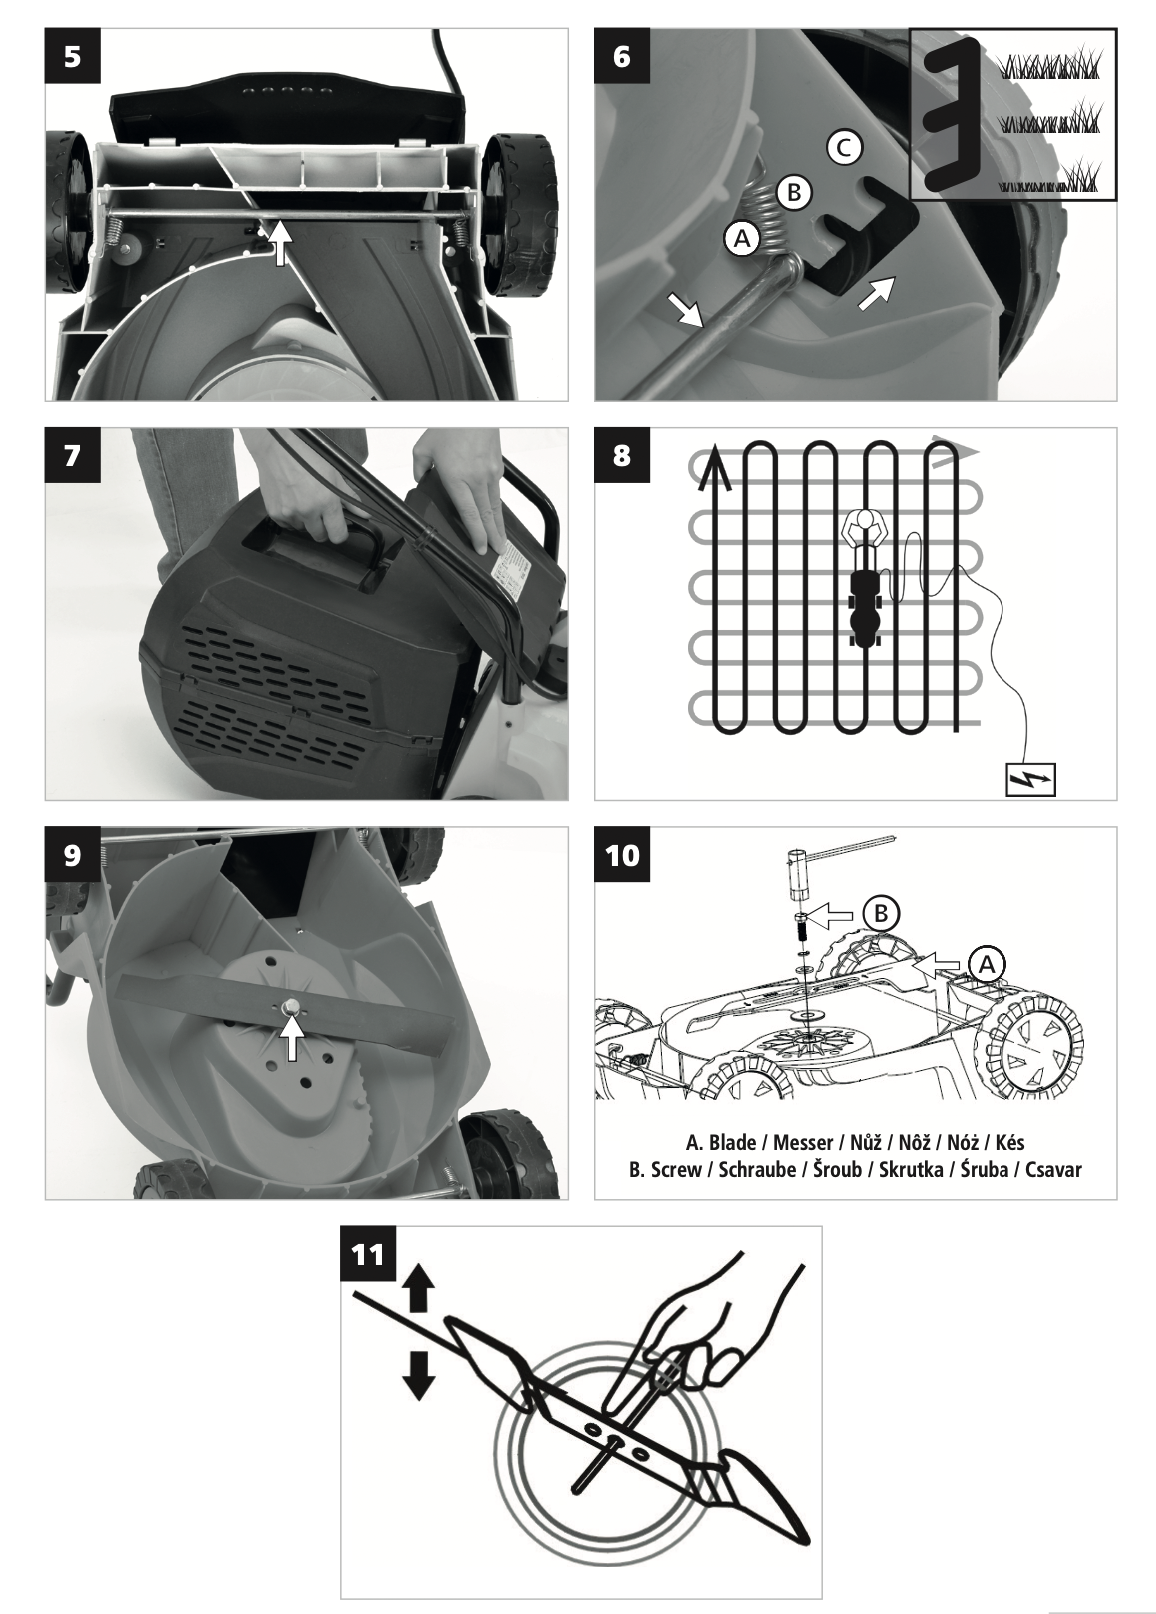 5
6
C
B
A
7
8
9
10
B
A
A. Blade / Messer / Nůž / Nôž / Nóż / Kés
B. Screw / Schraube / Šroub / Skrutka / Śruba / Csavar
11